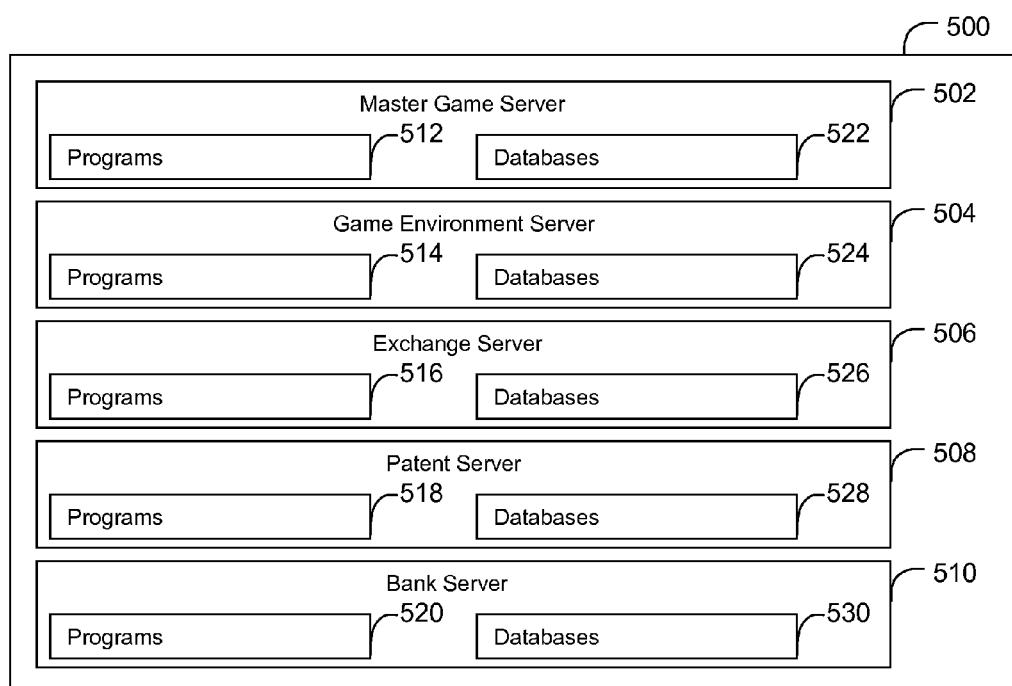 500
Master Game Server
502
Programs
512
Databases
522
Game Environment Server
504
Programs
514
Databases
524
Exchange Server
506
Programs
516
Databases
526
Patent Server
508
Programs
518
Databases
528
Bank Server
510
Programs
520
Databases
530